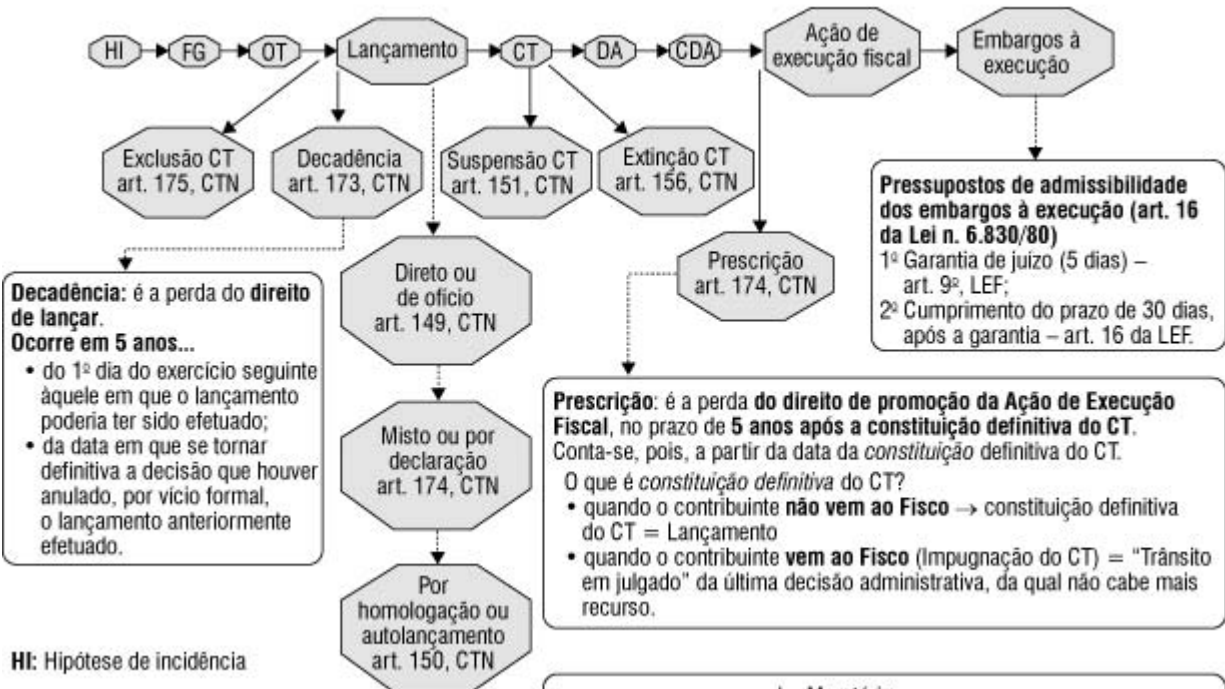 HI FG OT Lançamento CT DA CDA Ação de execução fiscal Embargos à execução
Exclusão CT
art. 175, CTN
Decadência
art. 173, CTN
Suspensão CT
art. 151, CTN
Extinção CT
art. 156, CTN
Pressupostos de admissibilidade
dos embargos à execução (art. 16
da Lei n. 6.830/80)
1º Garantia de juízo (5 dias) –
art. 9º, LEF;
2º Cumprimento do prazo de 30 dias,
após a garantia – art. 16 da LEF.
Decadência: é a perda do direito
de lançar.
Ocorre em 5 anos...
• do 1º dia do exercício seguinte
àquele em que o lançamento
poderia ter sido efetuado;
• da data em que se tornar
definitiva a decisão que houver
anulado, por vício formal,
o lançamento anteriormente
efetuado.
Direto ou
de ofício
art. 149, CTN
Misto ou por
declaração
art. 174, CTN
Por
homologação ou
autolançamento
art. 150, CTN
Prescrição
art. 174, CTN
Prescrição: é a perda do direito de promoção da Ação de Execução
Fiscal, no prazo de 5 anos após a constituição definitiva do CT.
Conta-se, pois, a partir da data da constituição definitiva do CT.
O que é constituição definitiva do CT?
• quando o contribuinte não vem ao Fisco → constituição definitiva
do CT = Lançamento
• quando o contribuinte vem ao Fisco (Impugnação do CT) = “Trânsito
em julgado” da última decisão administrativa, da qual não cabe mais
recurso.
HI: Hipótese de incidência